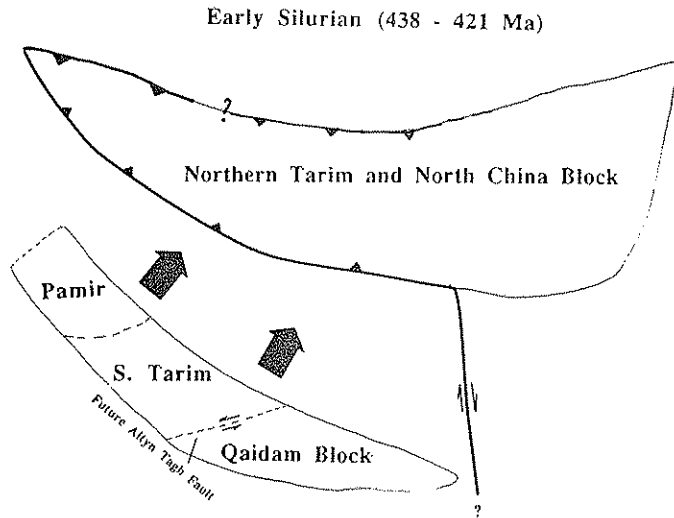 Early Silurian (438 - 421 Ma)
?
Northern Tarim and North China Block
Pamir
S. Tarim
Future Altyn Tagh Fault
Qaidam Block
?